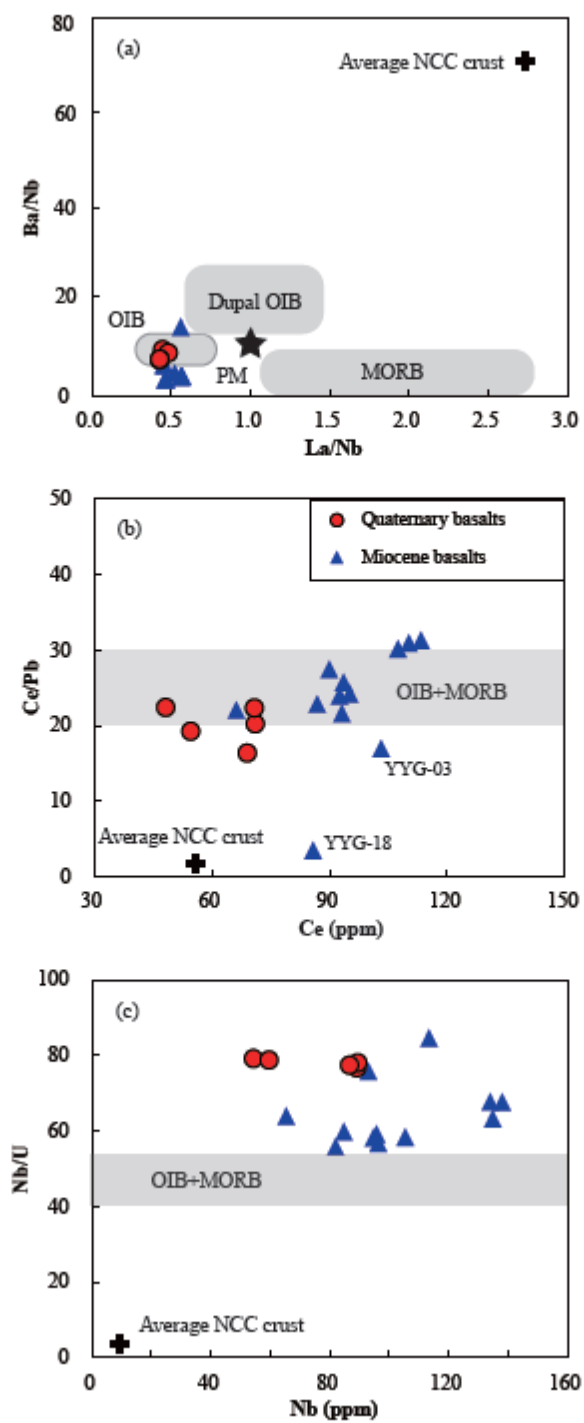 80
(a)
Average NCC crust
60
Ba/Nb
40
20
Dupal OIB
OIB
PM
MORB
0
0.0 0.5 1.0 1.5 2.0 2.5 3.0
La/Nb
50
(b)
Quaternary basalts
Miocene basalts
40
30
Ce/Pb
OIB+MORB
20
YYG-03
10
Average NCC crust
YYG-18
0
30 60 90 120 150
Ce (ppm)
100
(c)
80
60
Nb/U
OIB+MORB
40
20
Average NCC crust
0
0 40 80 120 160
Nb (ppm)